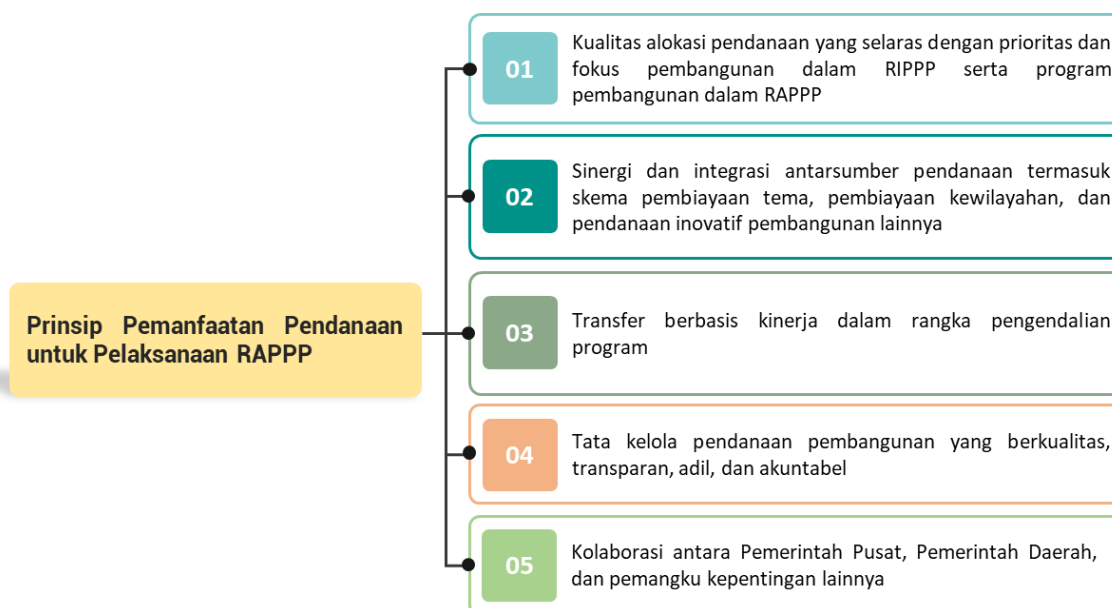 Prinsip Pemanfaatan Pendanaan
untuk Pelaksanaan RAPPP
01
Kualitas alokasi pendanaan yang selaras dengan prioritas dan
fokus pembangunan dalam RIPPP serta program
pembangunan dalam RAPPP
02
Sinergi dan integrasi antarsumber pendanaan termasuk
skema pembiayaan tema, pembiayaan kewilayahan, dan
pendanaan inovatif pembangunan lainnya
03
Transfer berbasis kinerja dalam rangka pengendalian
program
04
Tata kelola pendanaan pembangunan yang berkualitas,
transparan, adil, dan akuntabel
05
Kolaborasi antara Pemerintah Pusat, Pemerintah Daerah,
dan pemangku kepentingan lainnya